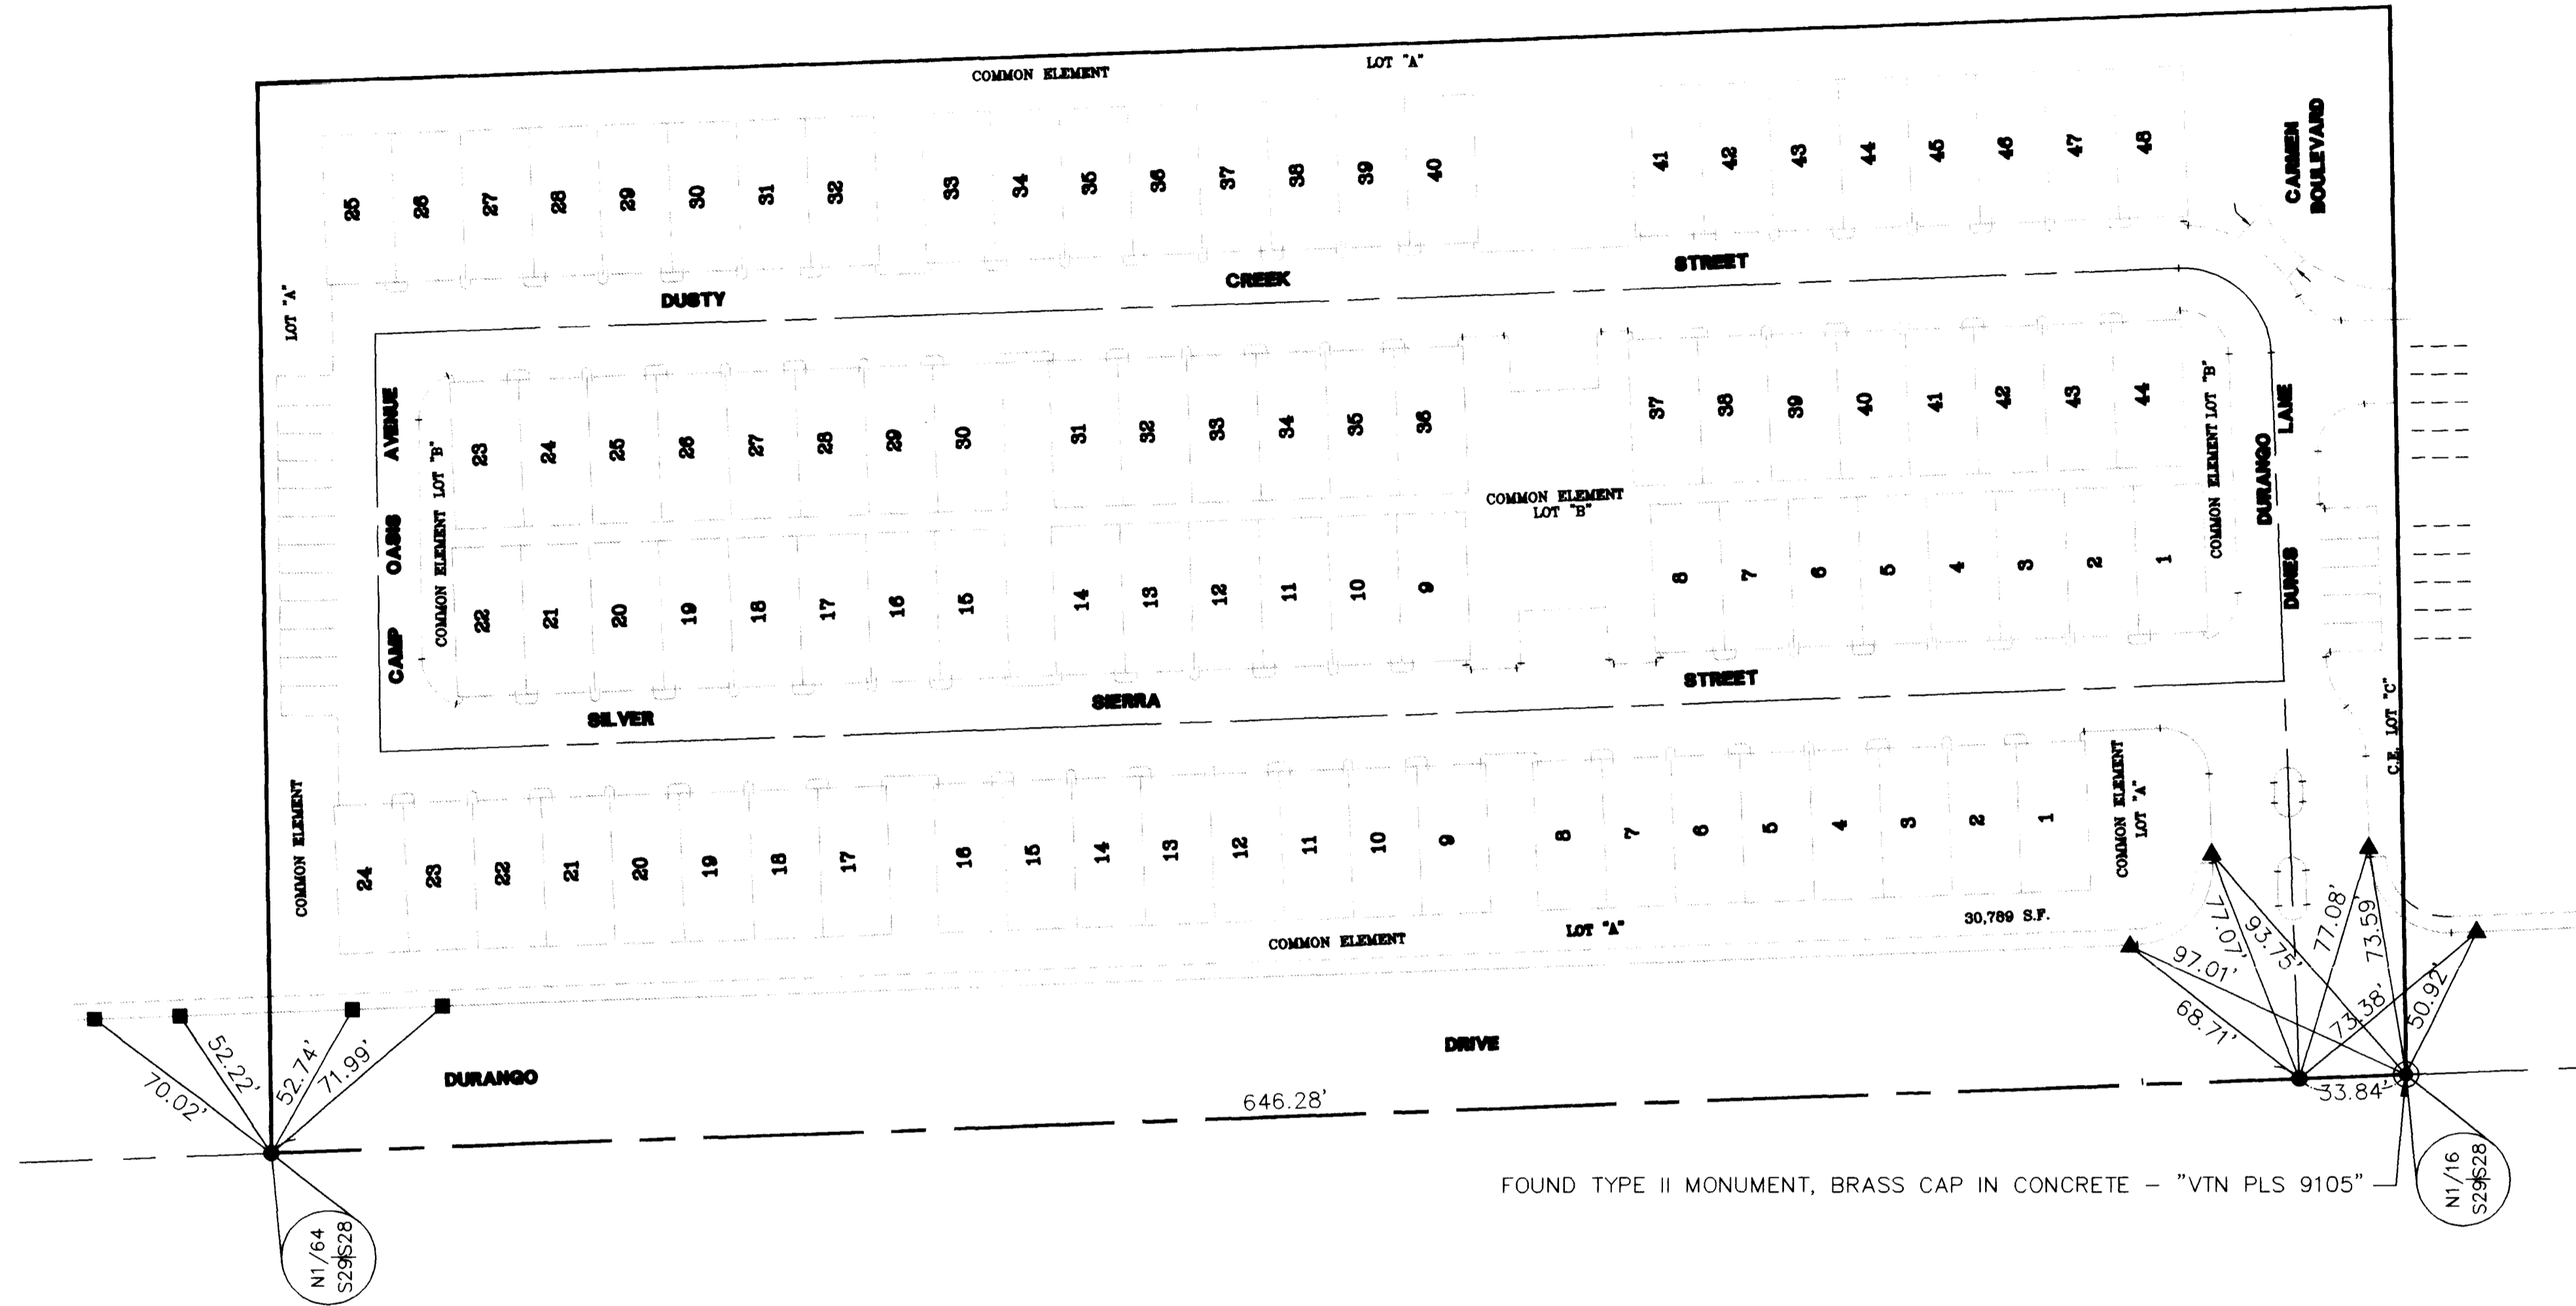 COMMON ELEMENT
LOT "A"
CARMEN
BOULEVARD
25 26 27 28 29 30 31 32 33 34 35 36 37 38 39 40 41 42 43 44 45 46 47 48
LOT "A"
DUSTY CREEK STREET
CAMP OASIS AVENUE
COMMON ELEMENT LOT "B"
23 24 25 26 27 28 29 30 31 32 33 34 35 36 37 38 39 40 41 42 43 44
COMMON ELEMENT
LOT "B"
COMMON ELEMENT LOT "B"
DURANGO
DUNES LANE
22 21 20 19 18 17 16 15 14 13 12 11 10 9 8 7 6 5 4 3 2 1
SILVER SIERRA STREET
COMMON ELEMENT
24 23 22 21 20 19 18 17 16 15 14 13 12 11 10 9 8 7 6 5 4 3 2 1
COMMON ELEMENT
LOT "A"
C.E. LOT "C"
COMMON ELEMENT
LOT "A"
30,789 S.F.
70.02'
52.22'
52.74'
71.99'
77.07'
93.75'
77.08'
73.59'
97.01'
68.71'
73.38'
50.92'
DURANGO DRIVE
646.28'
33.84'
FOUND TYPE II MONUMENT, BRASS CAP IN CONCRETE – "VTN PLS 9105"
N1/64
S29|S28
N1/16
S29|S28